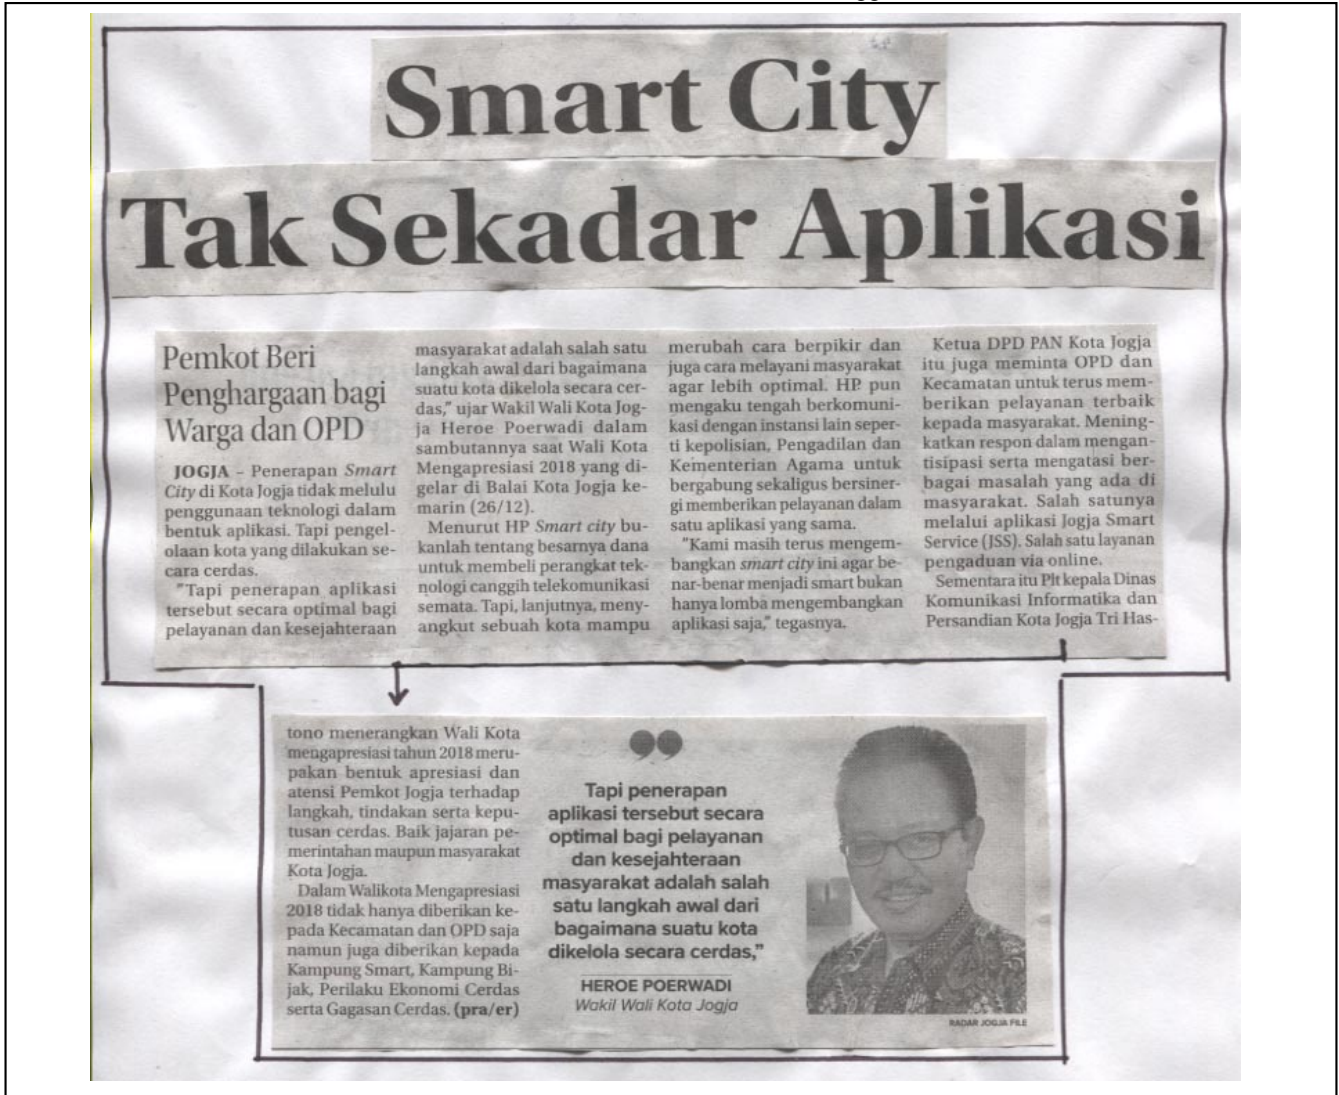 Smart City
Tak Sekadar Aplikasi
Pemkot Beri
Penghargaan bagi
Warga dan OPD
JOGJA – Penerapan Smart
City di Kota Jogja tidak melulu
penggunaan teknologi dalam
bentuk aplikasi. Tapi pengel-
olaan kota yang dilakukan se-
cara cerdas.
"Tapi penerapan aplikasi
tersebut secara optimal bagi
pelayanan dan kesejahteraan
masyarakat adalah salah satu
langkah awal dari bagaimana
suatu kota dikelola secara cer-
das," ujar Wakil Wali Kota Jog-
ja Heroe Poerwadi dalam
sambutannya saat Wali Kota
Mengapresiasi 2018 yang di-
gelar di Balai Kota Jogja ke-
marin (26/12).
Menurut HP Smart city bu-
kanlah tentang besarnya dana
untuk membeli perangkat tek-
nologi canggih telekomunikasi
semata. Tapi, lanjutnya, meny-
angkut sebuah kota mampu
merubah cara berpikir dan
juga cara melayani masyarakat
agar lebih optimal. HP pun
mengaku tengah berkomuni-
kasi dengan instansi lain seper-
ti kepolisian, Pengadilan dan
Kementerian Agama untuk
bergabung sekaligus bersiner-
gi memberikan pelayanan dalam
satu aplikasi yang sama.
"Kami masih terus mengem-
bangkan smart city ini agar be-
nar-benar menjadi smart bukan
hanya lomba mengembangkan
aplikasi saja," tegasnya.
Ketua DPD PAN Kota Jogja
itu juga meminta OPD dan
Kecamatan untuk terus mem-
berikan pelayanan terbaik
kepada masyarakat. Mening-
katkan respon dalam mengan-
tisipasi serta mengatasi ber-
bagai masalah yang ada di
masyarakat. Salah satunya
melalui aplikasi Jogja Smart
Service (JSS). Salah satu layanan
pengaduan via online.
Sementara itu Plt kepala Dinas
Komunikasi Informatika dan
Persandian Kota Jogja Tri Has-
tono menerangkan Wali Kota
mengapresiasi tahun 2018 meru-
pakan bentuk apresiasi dan
atensi Pemkot Jogja terhadap
langkah, tindakan serta kepu-
tusan cerdas. Baik jajaran pe-
merintahan maupun masyarakat
Kota Jogja.
Dalam Walikota Mengapresiasi
2018 tidak hanya diberikan ke-
pada Kecamatan dan OPD saja
namun juga diberikan kepada
Kampung Smart, Kampung Bi-
jak, Perilaku Ekonomi Cerdas
serta Gagasan Cerdas. (pra/er)
”
Tapi penerapan
aplikasi tersebut secara
optimal bagi pelayanan
dan kesejahteraan
masyarakat adalah salah
satu langkah awal dari
bagaimana suatu kota
dikelola secara cerdas,”
HEROE POERWADI
Wakil Wali Kota Jogja
RADAR JOGJA FILE